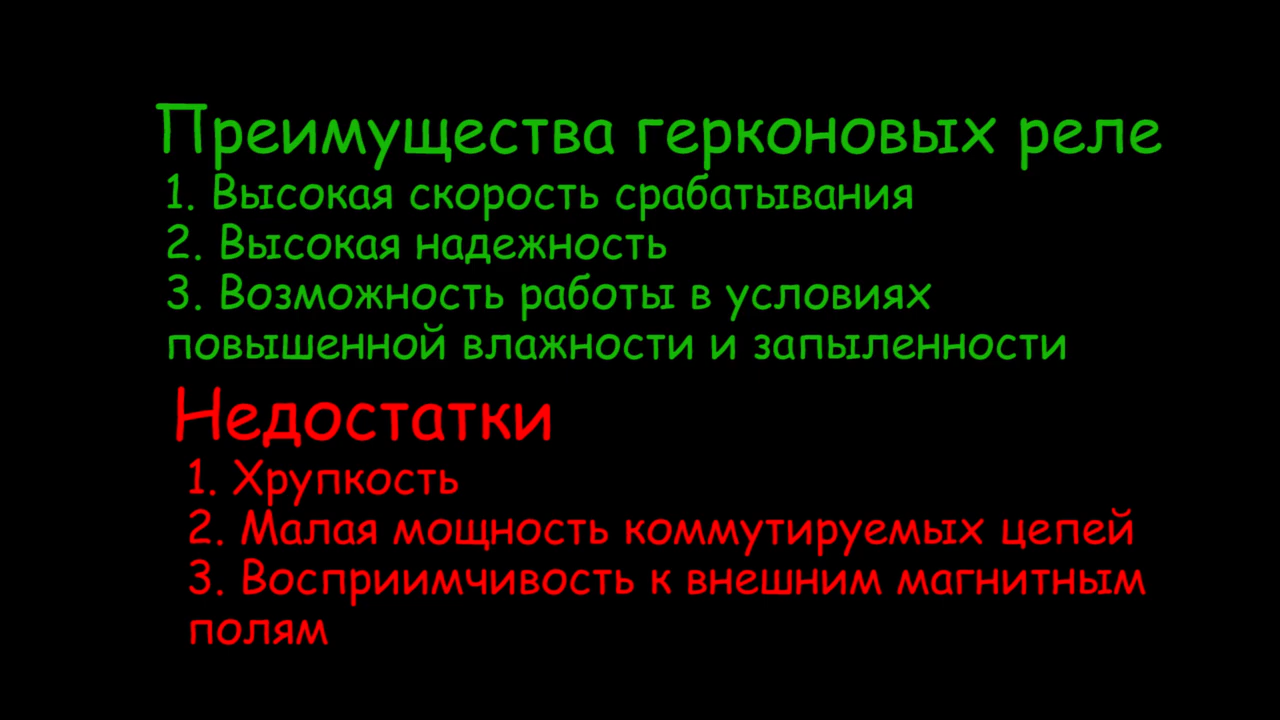 Преимущества герконовых реле
1. Высокая скорость срабатывания
2. Высокая надежность
3. Возможность работы в условиях
повышенной влажности и запыленности
Недостатки
1. Хрупкость
2. Малая мощность коммутируемых цепей
3. Восприимчивость к внешним магнитным
полям